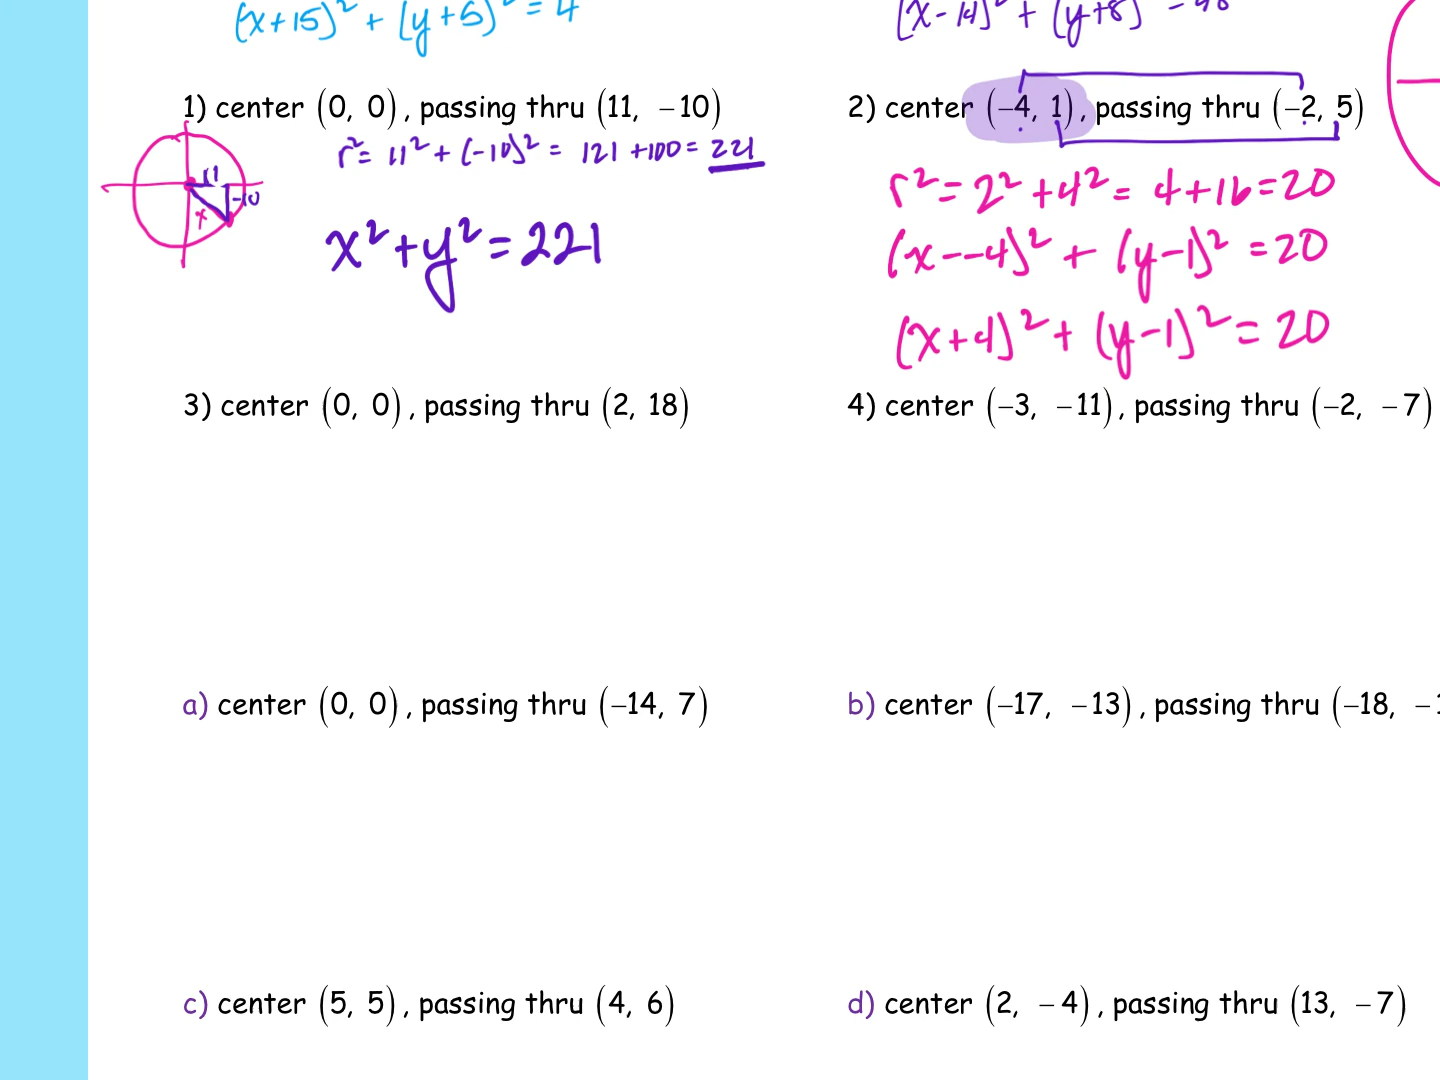 (x+15)² + (y+5)² = 4
(x-14)² + (y+8)
1) center (0, 0), passing thru (11, −10)
r²= 11² + (-10)² = 121 +100 = 221
11
-10
r
x² + y² = 221
2) center (−4, 1), passing thru (−2, 5)
r² = 2² + 4² = 4+16 = 20
(x--4)² + (y-1)² = 20
(x+4)² + (y-1)² = 20
3) center (0, 0), passing thru (2, 18)
4) center (−3, −11), passing thru (−2, −7)
a) center (0, 0), passing thru (−14, 7)
b) center (−17, −13), passing thru (−18, −
c) center (5, 5), passing thru (4, 6)
d) center (2, −4), passing thru (13, −7)